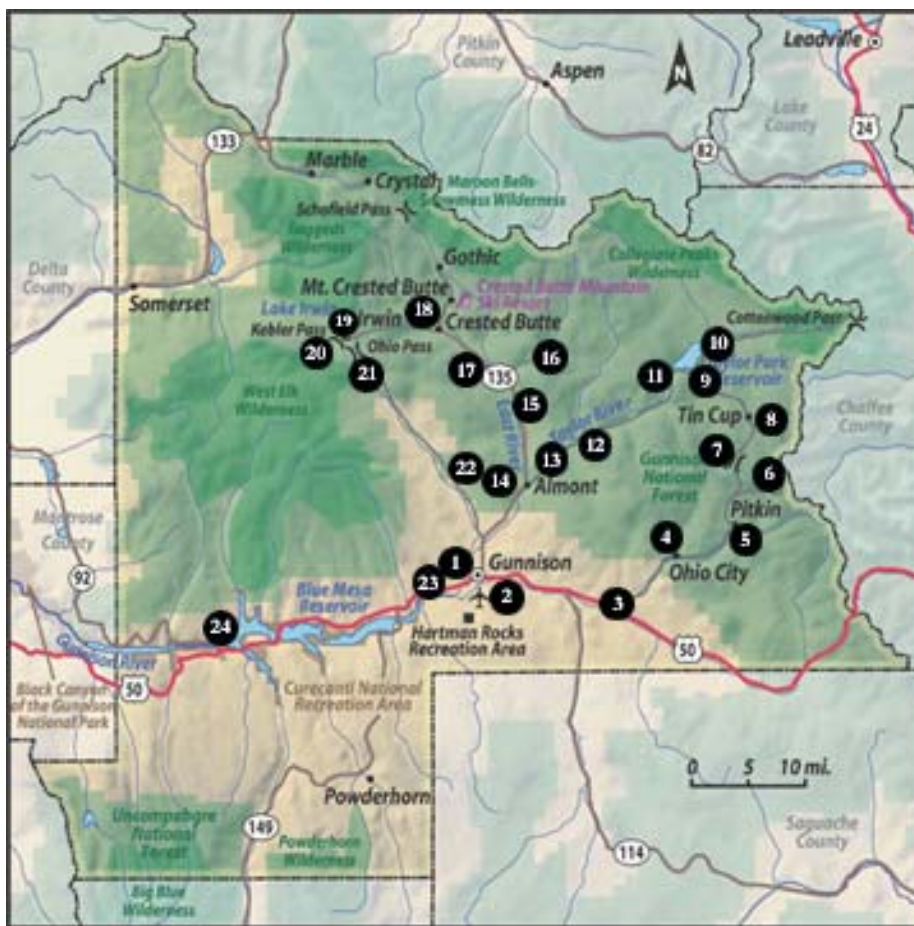 Pitkin
County
Leadville
Aspen
N
Lake
County
24
82
133
Marble
Crystal
Maroon Bells-
Snowmass Wilderness
Schofield Pass
Raggeds
Wilderness
Gothic
Collegiate Peaks
Wilderness
Delta
County
Somerset
Mt. Crested Butte
Crested Butte Mountain
Ski Resort
Lake Irwin
Irwin
Crested Butte
Kebler Pass
Ohio Pass
Cottonwood Pass
19
18
20
21
17
135
16
15
11
10
9
Taylor Park
Reservoir
West Elk
Wilderness
Taylor River
Tin Cup
8
Chaffee
County
7
6
12
13
22
14
Almont
Gunnison
National
Forest
Pitkin
4
5
Ohio City
Montrose
County
92
1
Gunnison
23
2
3
Blue Mesa
Reservoir
24
Hartman Rocks
Recreation Area
50
Gunnison River
50
Black Canyon
of the Gunnison
National Park
Curecanti National
Recreation Area
0 5 10 mi.
Powderhorn
Uncompahgre
National
Forest
149
Powderhorn
Wilderness
114
Saguache
County
Big Blue
Wilderness